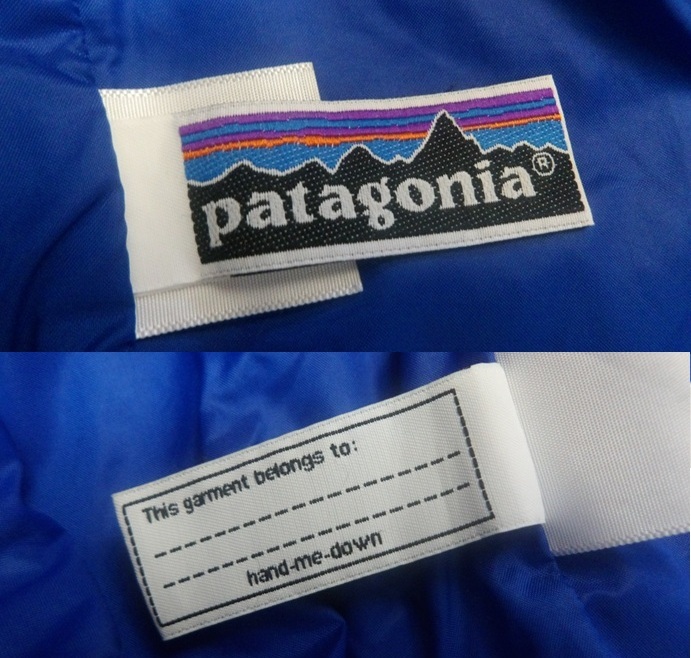 patagonia®
This garment belongs to:
hand-me-down